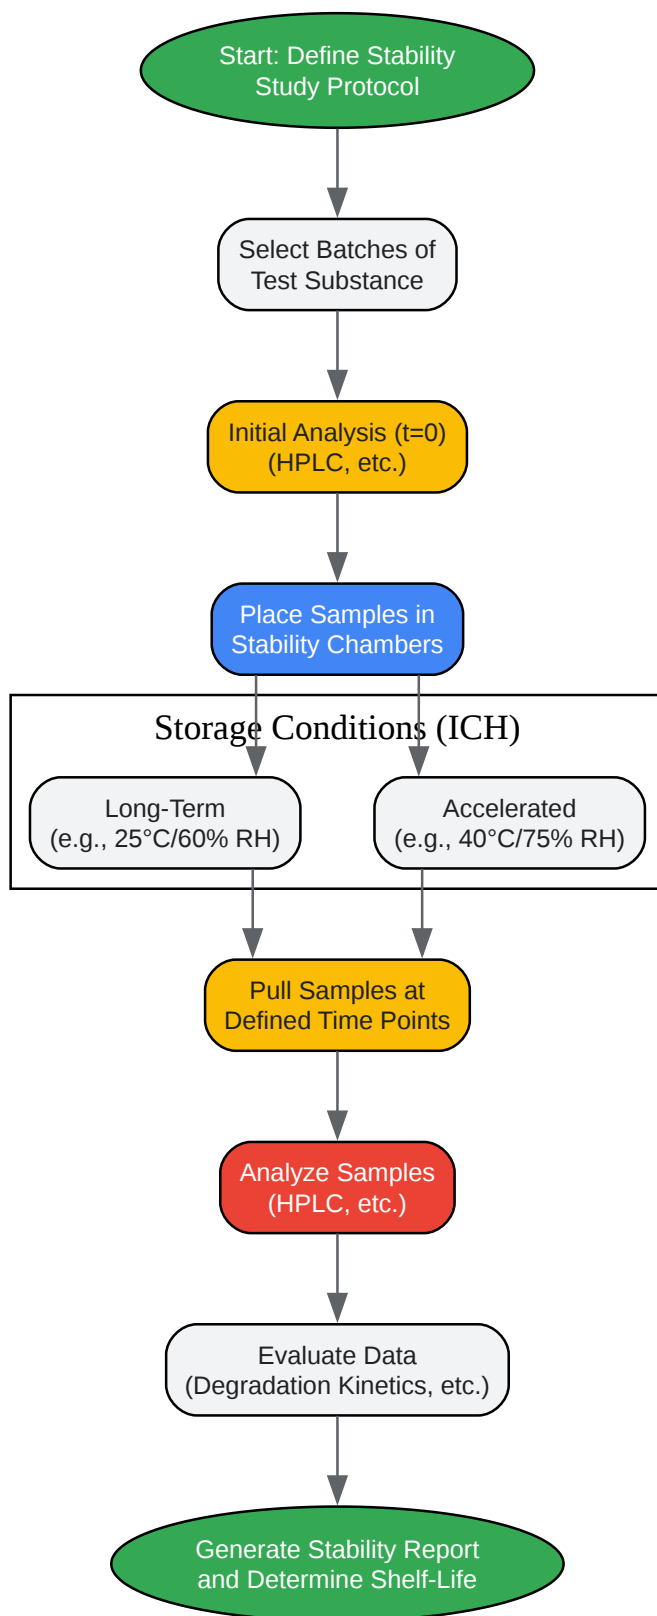 Start: Define Stability
Study Protocol
Select Batches of
Test Substance
Initial Analysis (t=0)
(HPLC, etc.)
Place Samples in
Stability Chambers
Storage Conditions (ICH)
Long-Term
(e.g., 25°C/60% RH)
Accelerated
(e.g., 40°C/75% RH)
Pull Samples at
Defined Time Points
Analyze Samples
(HPLC, etc.)
Evaluate Data
(Degradation Kinetics, etc.)
Generate Stability Report
and Determine Shelf-Life